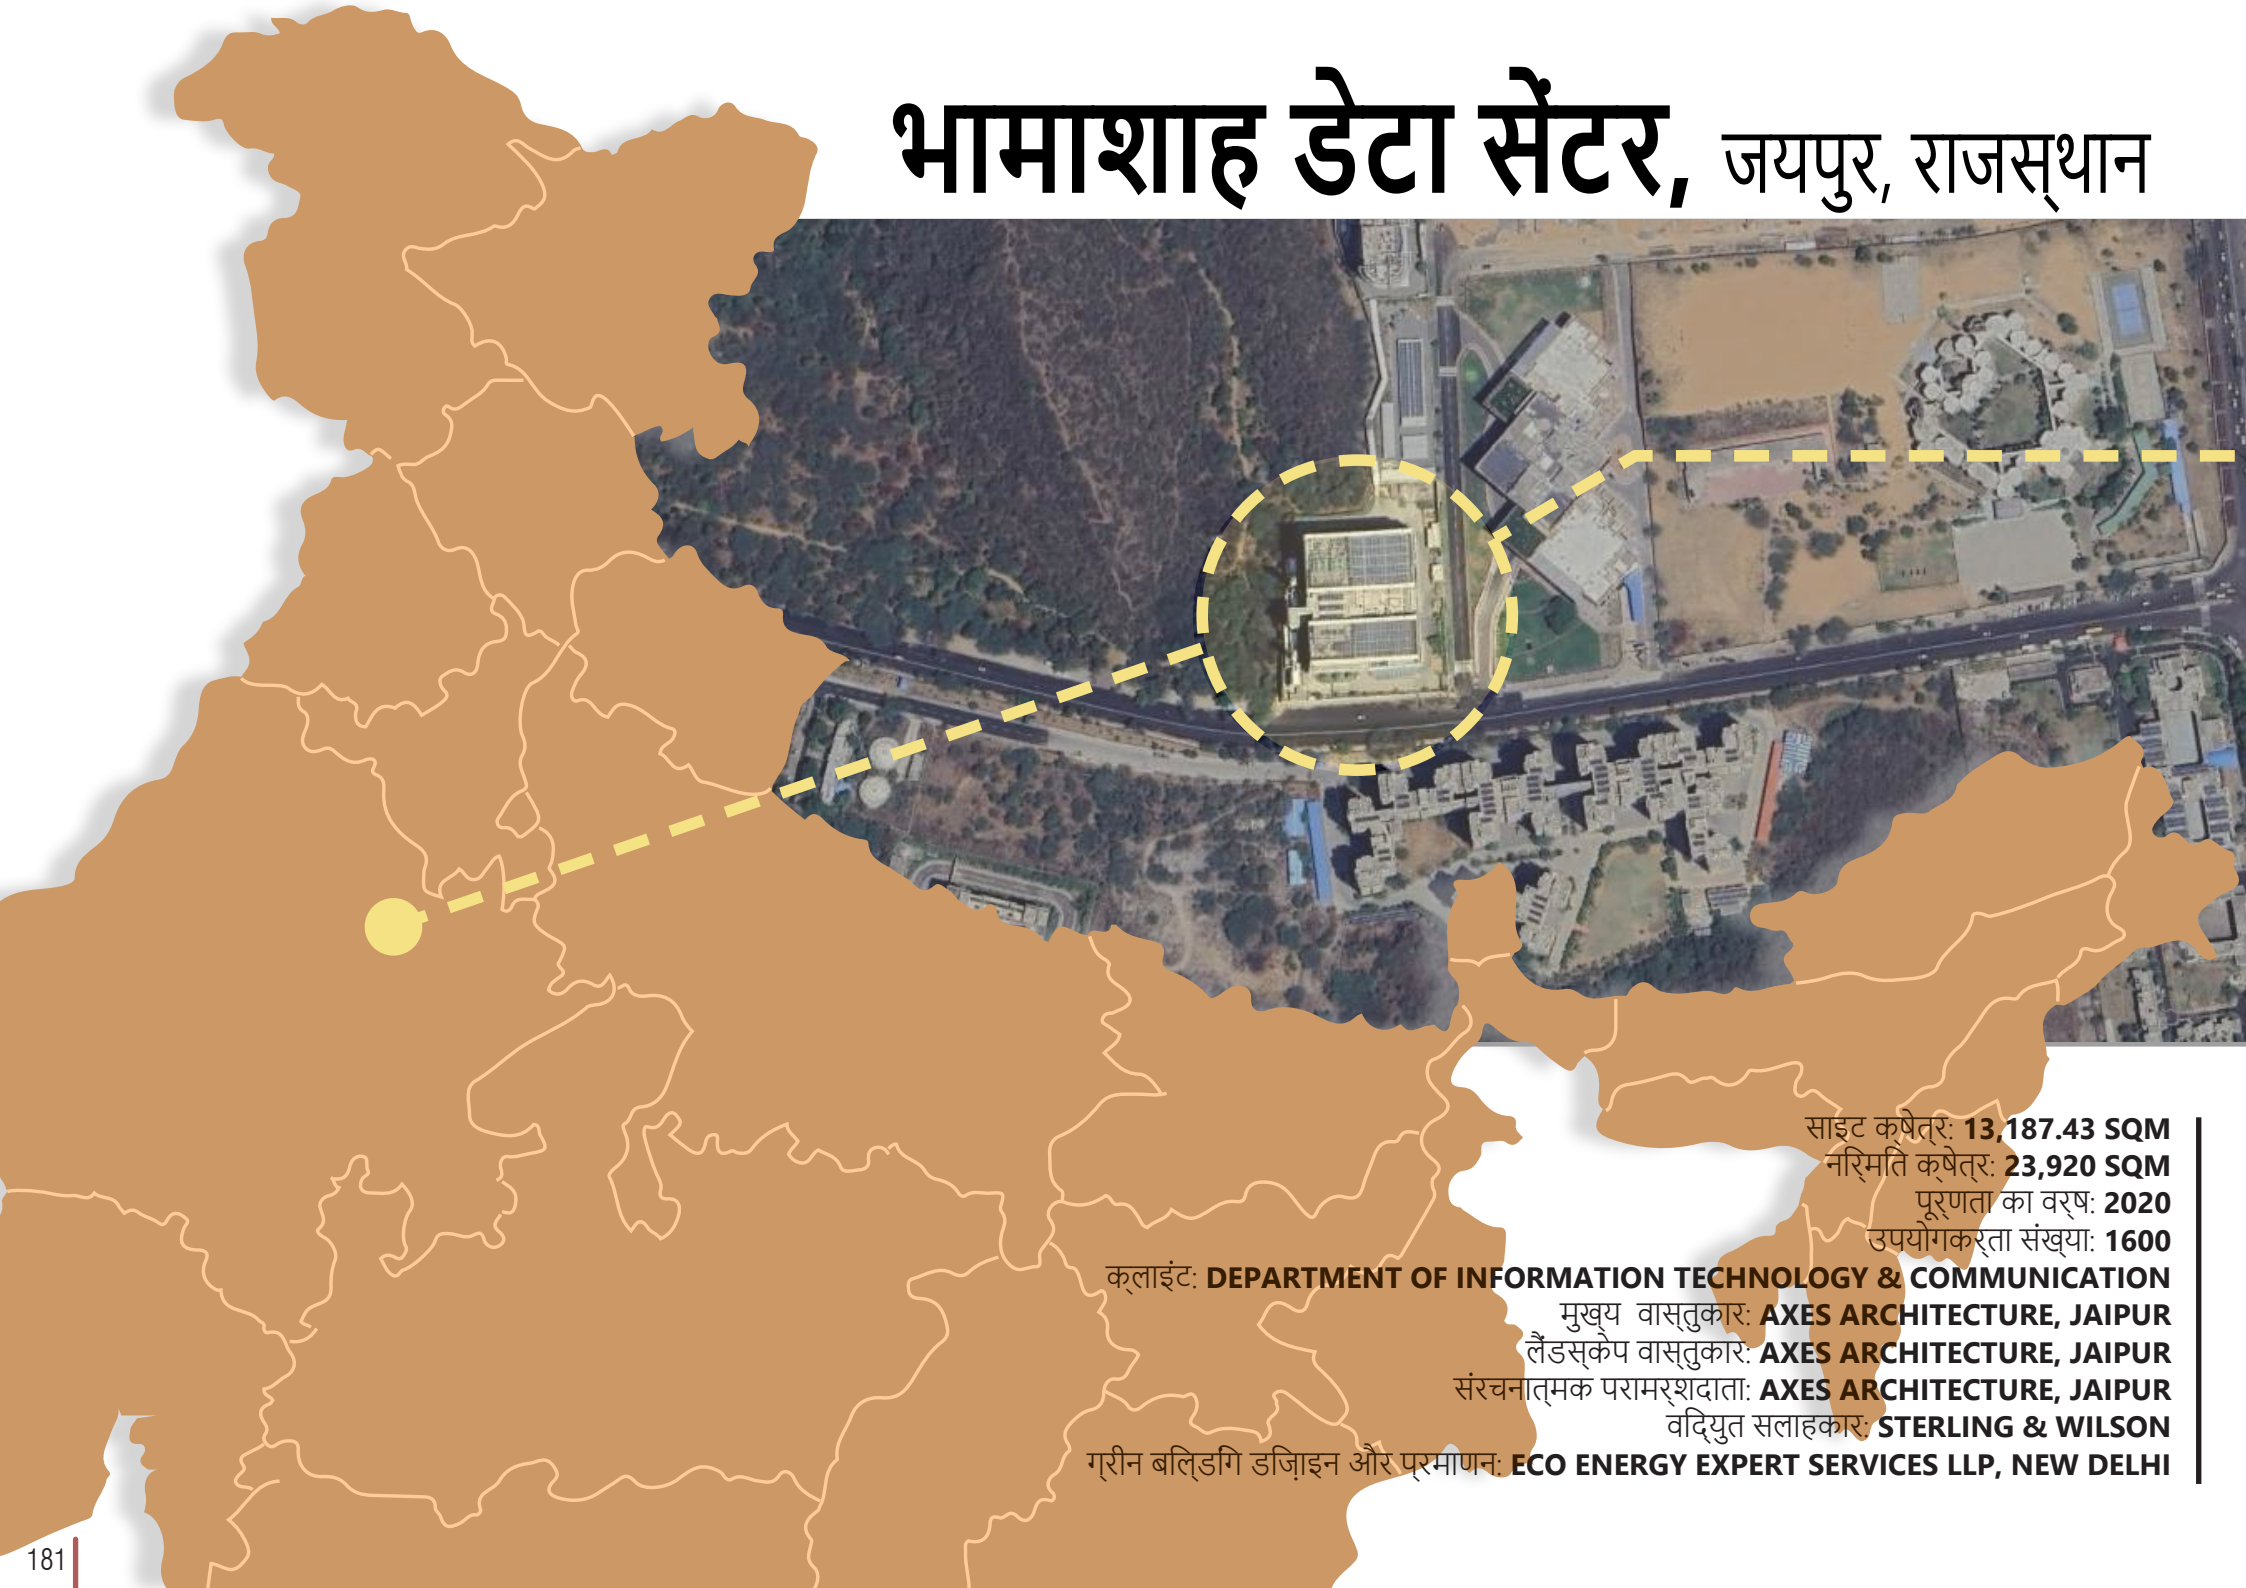 भामाशाह डेटा सेंटर, जयपुर, राजस्थान
साइट क्षेत्र: 13,187.43 SQM
निर्मित क्षेत्र: 23,920 SQM
पूर्णता का वर्ष: 2020
उपयोगकर्ता संख्या: 1600
क्लाइंट: DEPARTMENT OF INFORMATION TECHNOLOGY & COMMUNICATION
मुख्य वास्तुकार: AXES ARCHITECTURE, JAIPUR
लैंडस्केप वास्तुकार: AXES ARCHITECTURE, JAIPUR
संरचनात्मक परामर्शदाता: AXES ARCHITECTURE, JAIPUR
विद्युत सलाहकार: STERLING & WILSON
ग्रीन बिल्डिंग डिज़ाइन और प्रमाणन: ECO ENERGY EXPERT SERVICES LLP, NEW DELHI
181